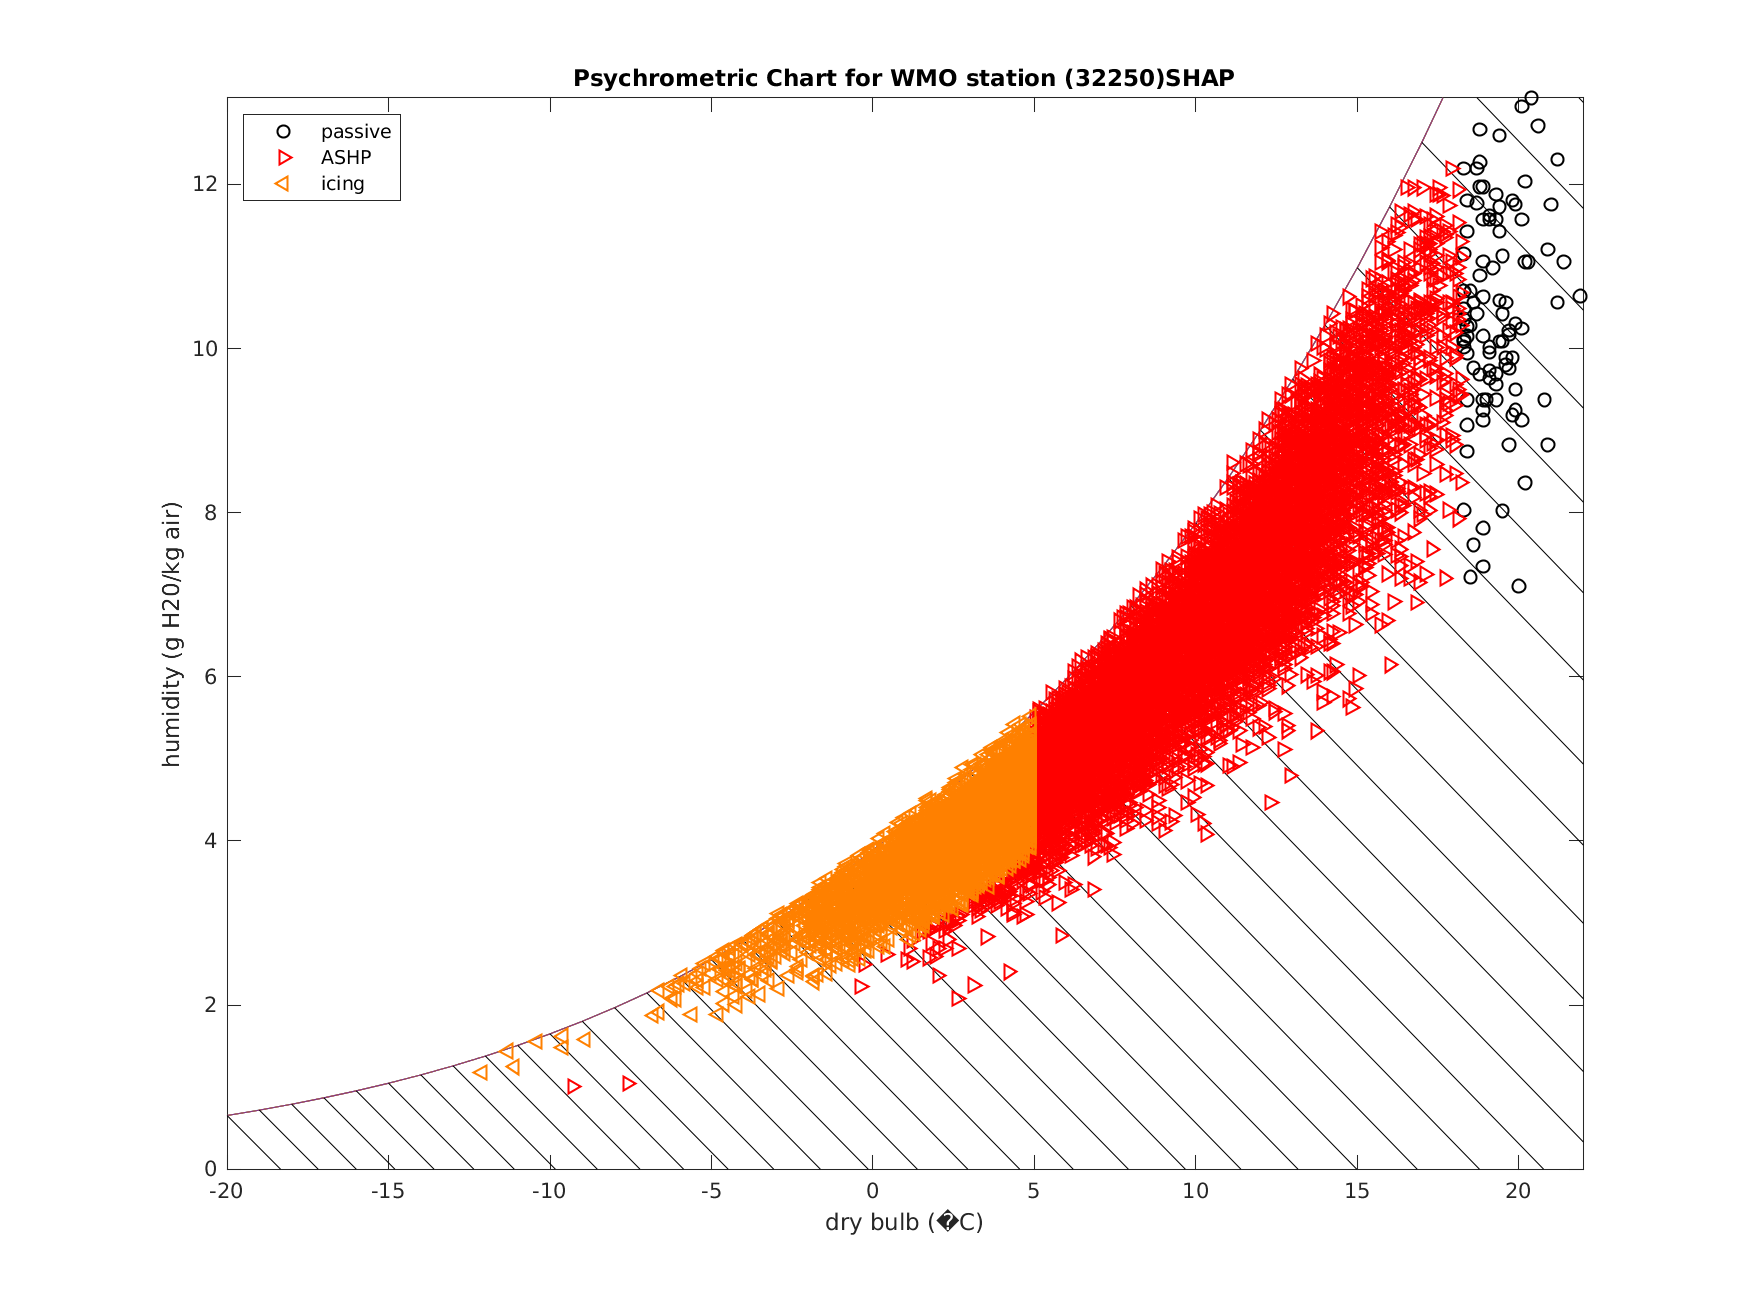 Psychrometric Chart for WMO station (32250)SHAP
passive
ASHP
icing
humidity (g H20/kg air)
12
10
8
6
4
2
0
-20 -15 -10 -5 0 5 10 15 20
dry bulb (�C)